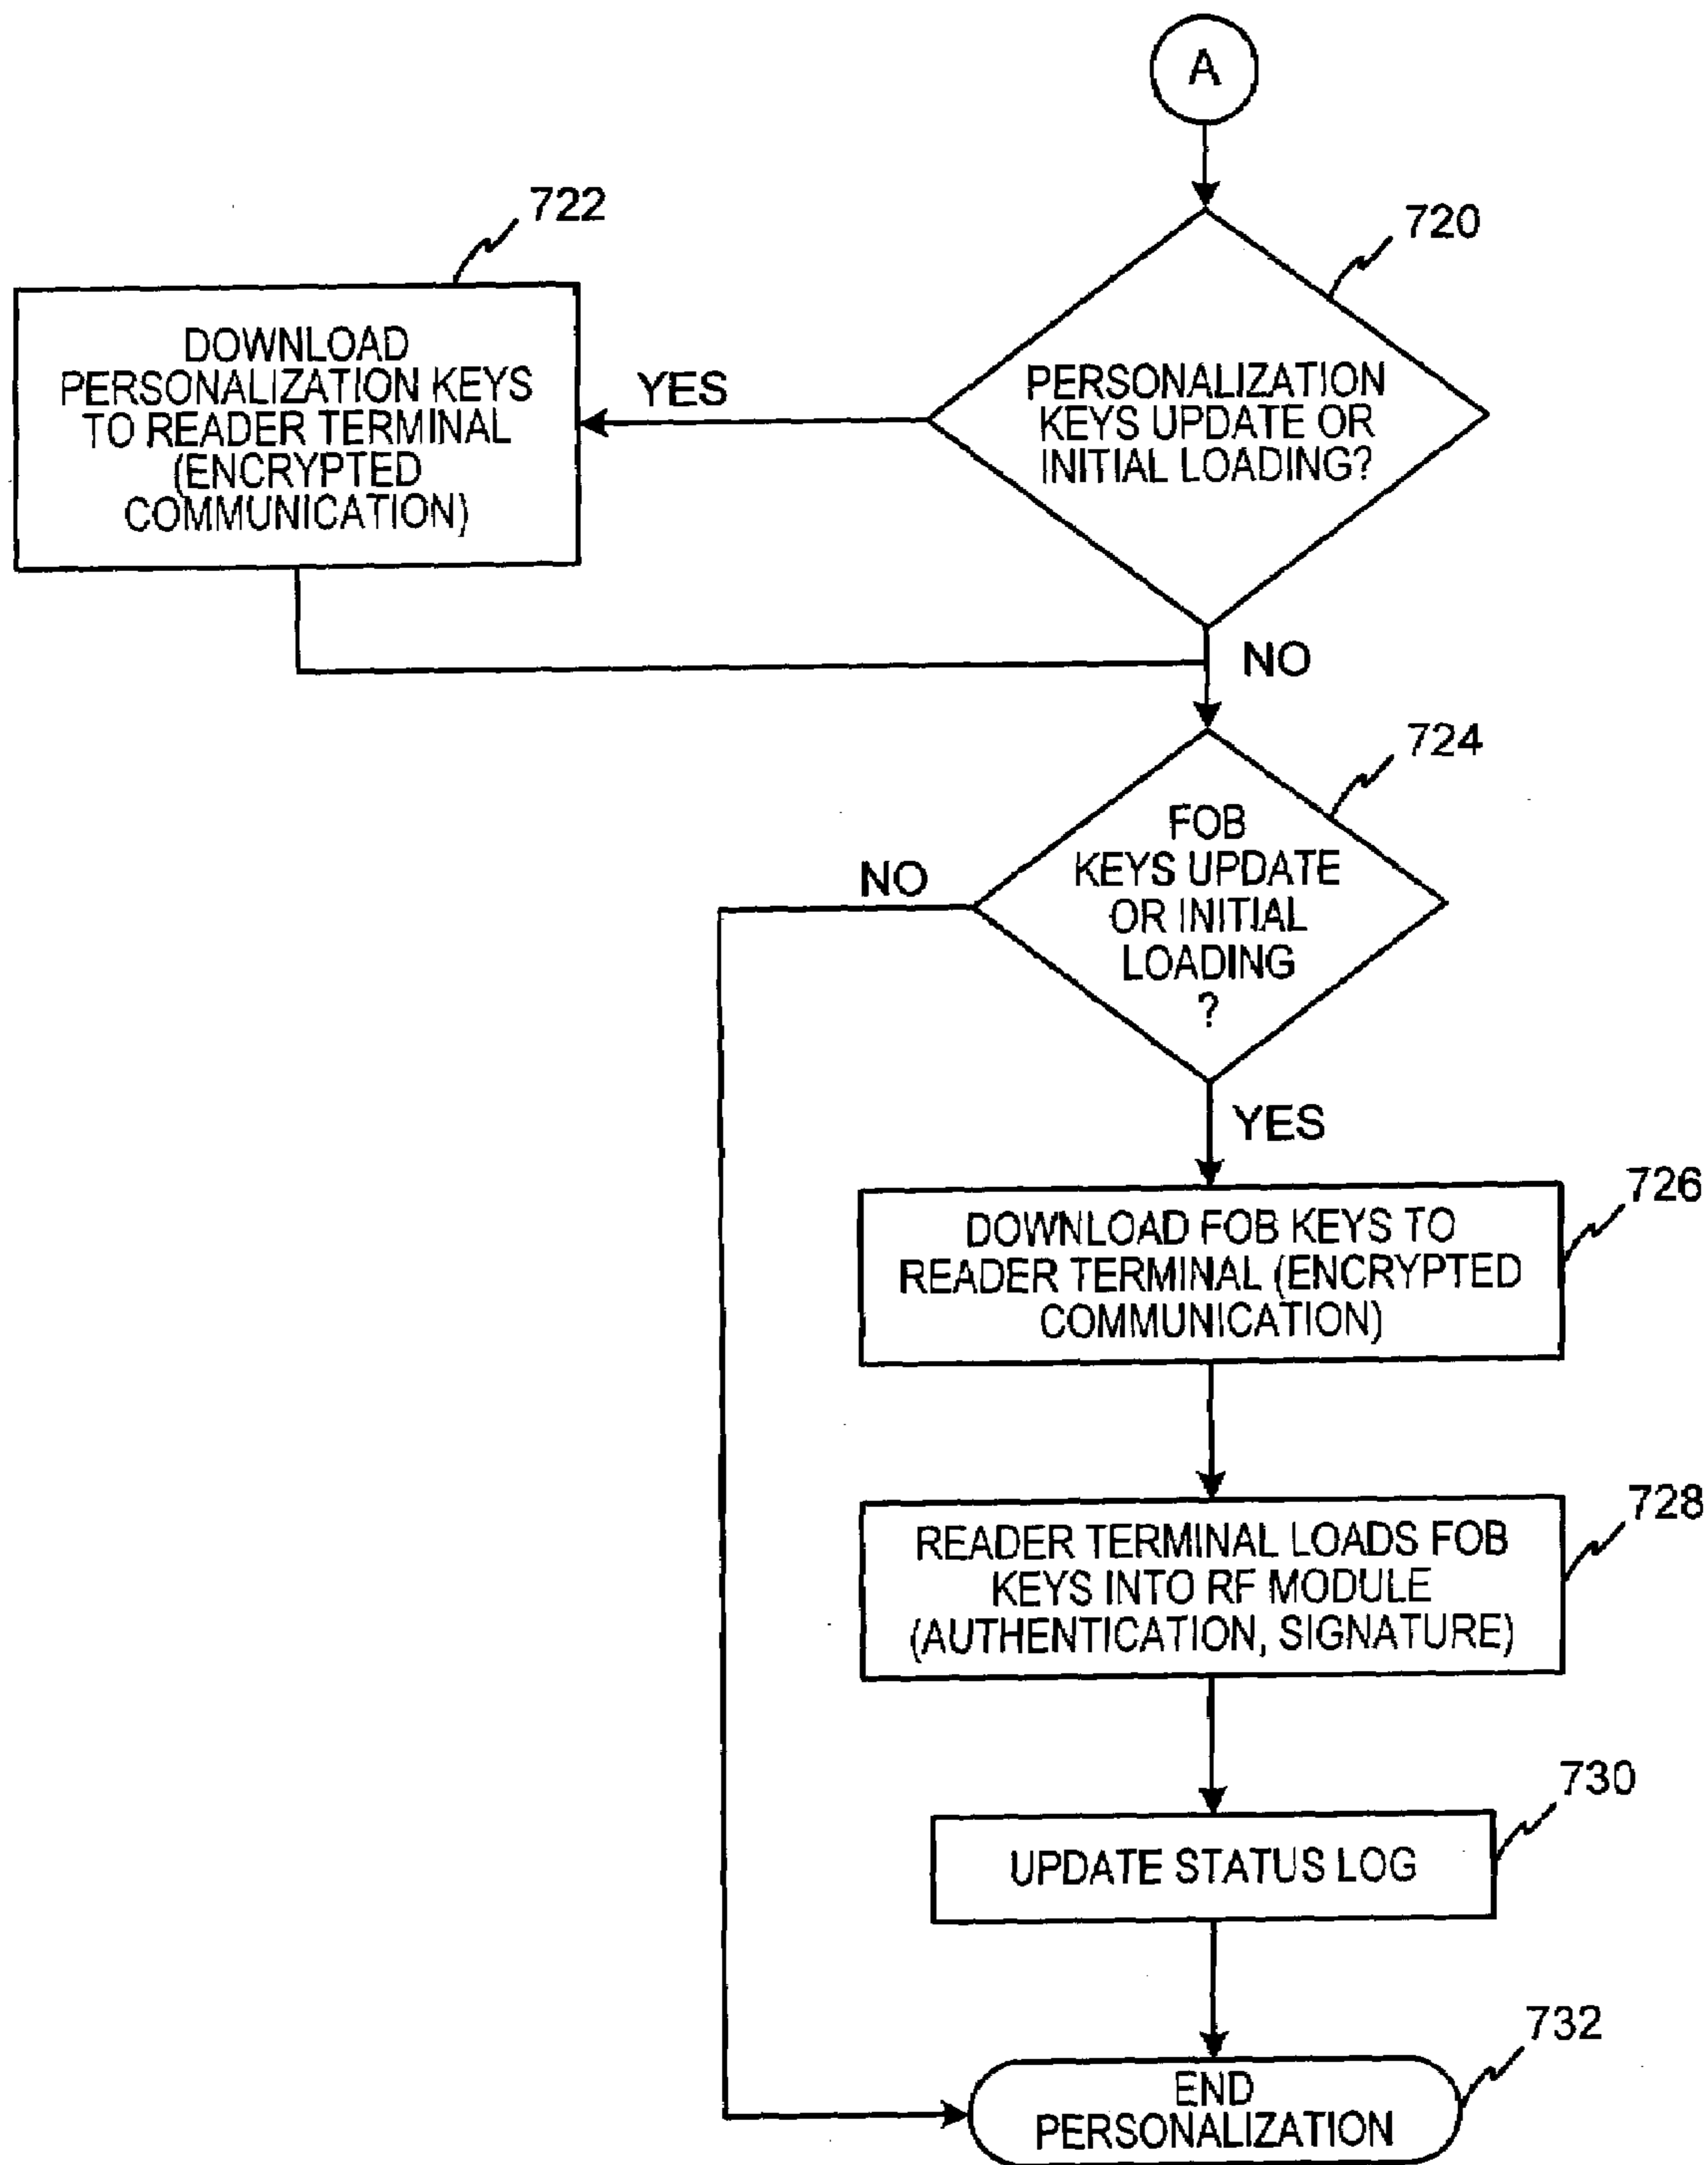 A
720
PERSONALIZATION
KEYS UPDATE OR
INITIAL LOADING?
YES
722
DOWNLOAD
PERSONALIZATION KEYS
TO READER TERMINAL
(ENCRYPTED
COMMUNICATION)
NO
724
FOB
KEYS UPDATE
OR INITIAL
LOADING
?
NO
YES
726
DOWNLOAD FOB KEYS TO
READER TERMINAL (ENCRYPTED
COMMUNICATION)
728
READER TERMINAL LOADS FOB
KEYS INTO RF MODULE
(AUTHENTICATION, SIGNATURE)
730
UPDATE STATUS LOG
732
END
PERSONALIZATION